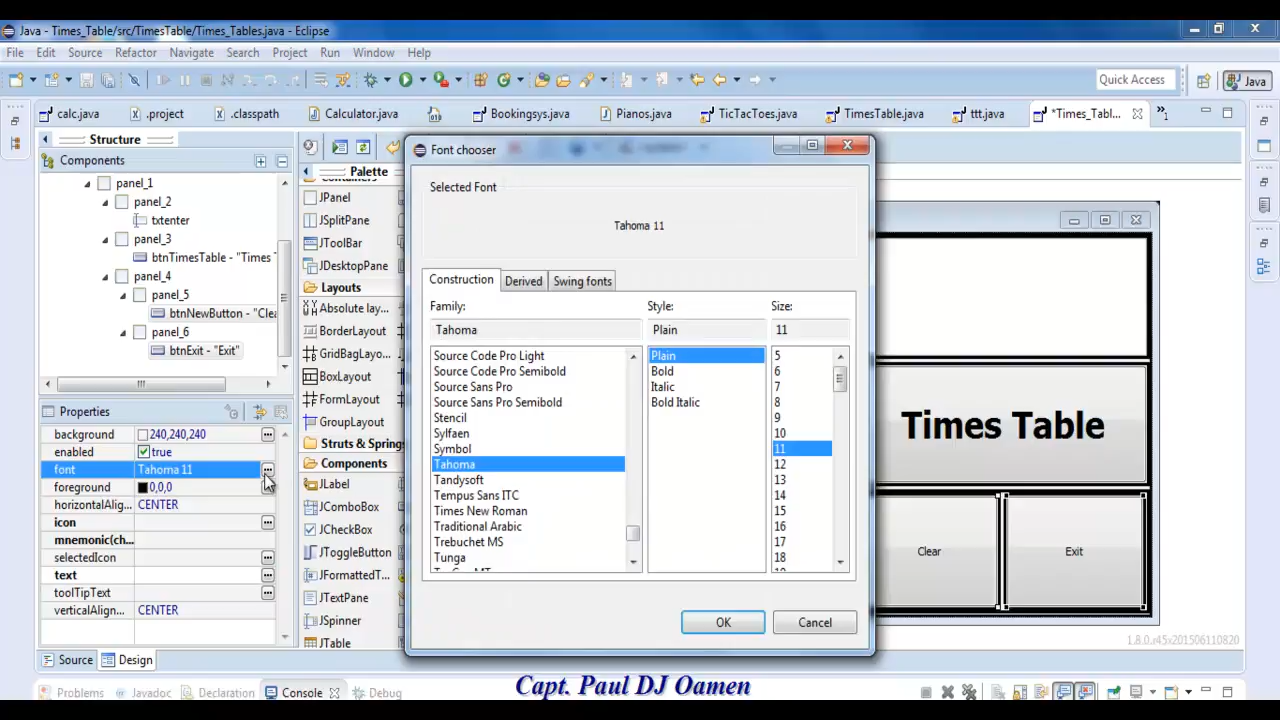 Java - Times_Table/src/TimesTable/Times_Tables.java - Eclipse
File Edit Source Refactor Navigate Search Project Run Window Help
Quick Access
Java
calc.java
.project
.classpath
Calculator.java
010
Bookingsys.java
Pianos.java
TicTacToes.java
TimesTable.java
ttt.java
*Times_Tabl...
»1
Structure
Components
panel_1
panel_2
txtenter
panel_3
btnTimesTable - "Times
panel_4
panel_5
btnNewButton - "Clea
panel_6
btnExit - "Exit"
Properties
background 240,240,240
enabled true
font Tahoma 11
foreground 0,0,0
horizontalAlig... CENTER
icon
mnemonic(ch...
selectedIcon
text
toolTipText
verticalAlign... CENTER
Source Design
Palette
JPanel
JSplitPane
JToolBar
JDesktopPane
Layouts
Absolute lay...
BorderLayout
GridBagLayo...
BoxLayout
FormLayout
GroupLayout
Struts & Springs
Components
JLabel
JComboBox
JCheckBox
JToggleButton
JFormattedT...
JTextPane
JSpinner
JTable
Font chooser
Selected Font
Tahoma 11
Construction Derived Swing fonts
Family: Style: Size:
Tahoma Plain 11
Source Code Pro Light Plain 5
Source Code Pro Semibold Bold 6
Source Sans Pro Italic 7
Source Sans Pro Semibold Bold Italic 8
Stencil 9
Sylfaen 10
Symbol 11
Tahoma 12
Tandysoft 13
Tempus Sans ITC 14
Times New Roman 15
Traditional Arabic 16
Trebuchet MS 17
Tunga 18
OK Cancel
Times Table
Clear Exit
1.8.0.r45x201506110820
Problems Javadoc Declaration Console Debug
Capt. Paul DJ Oamen